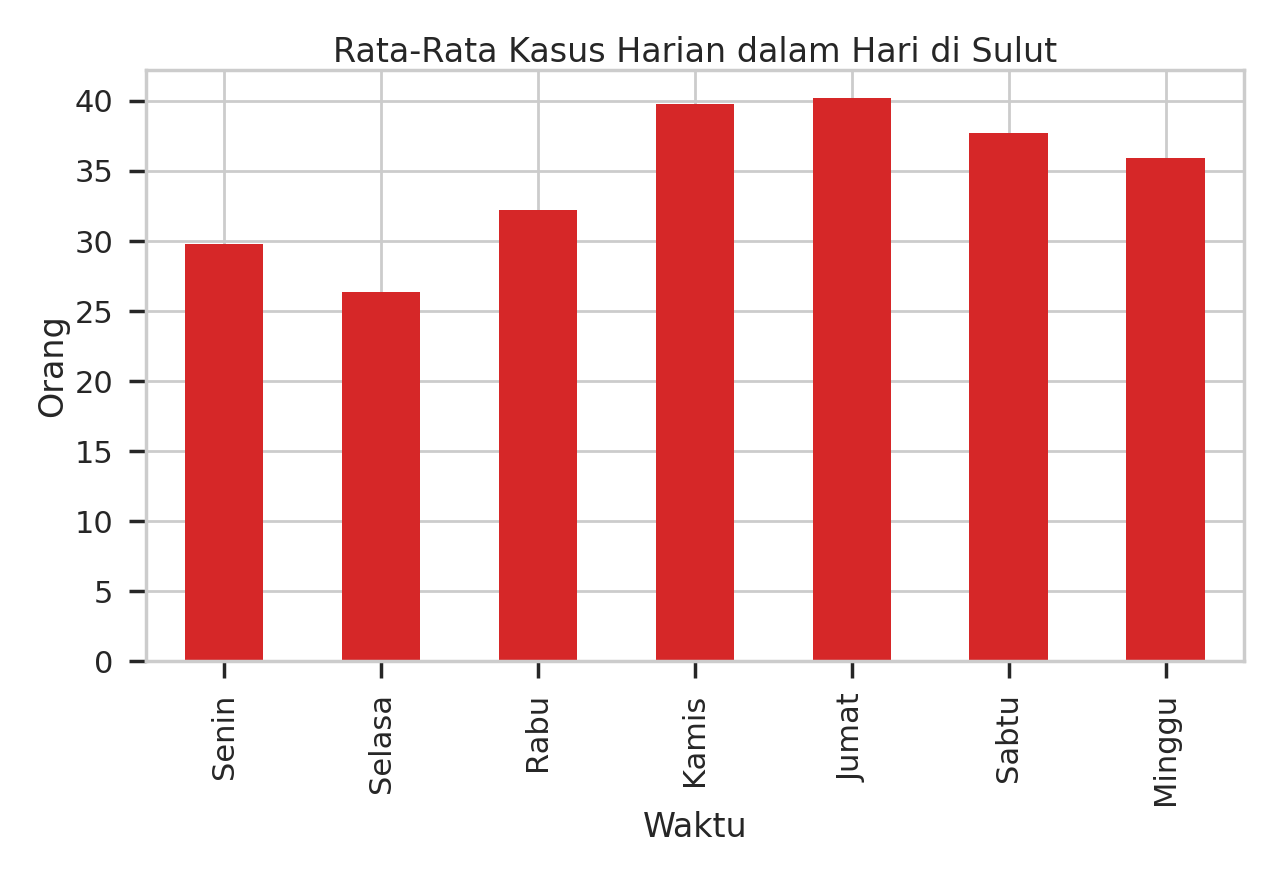 Rata-Rata Kasus Harian dalam Hari di Sulut
40
35
30
25
20
15
10
5
0
Orang
Senin
Selasa
Rabu
Kamis
Jumat
Sabtu
Minggu
Waktu